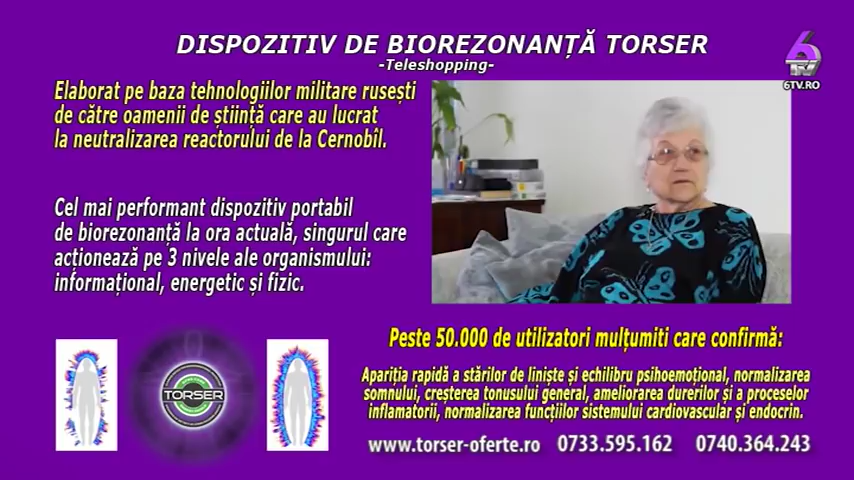 DISPOZITIV DE BIOREZONANȚĂ TORSER
-Teleshopping-
6
TV
6TV.RO
Elaborat pe baza tehnologiilor militare rusești
de către oamenii de știință care au lucrat
la neutralizarea reactorului de la Cernobîl.
Cel mai performant dispozitiv portabil
de biorezonanță la ora actuală, singurul care
acționează pe 3 nivele ale organismului:
informațional, energetic și fizic.
TORSER
Peste 50.000 de utilizatori mulțumiti care confirmă:
Apariția rapidă a stărilor de liniște și echilibru psihoemoțional, normalizarea
somnului, creșterea tonusului general, ameliorarea durerilor și a proceselor
inflamatorii, normalizarea funcțiilor sistemului cardiovascular și endocrin.
www.torser-oferte.ro 0733.595.162 0740.364.243